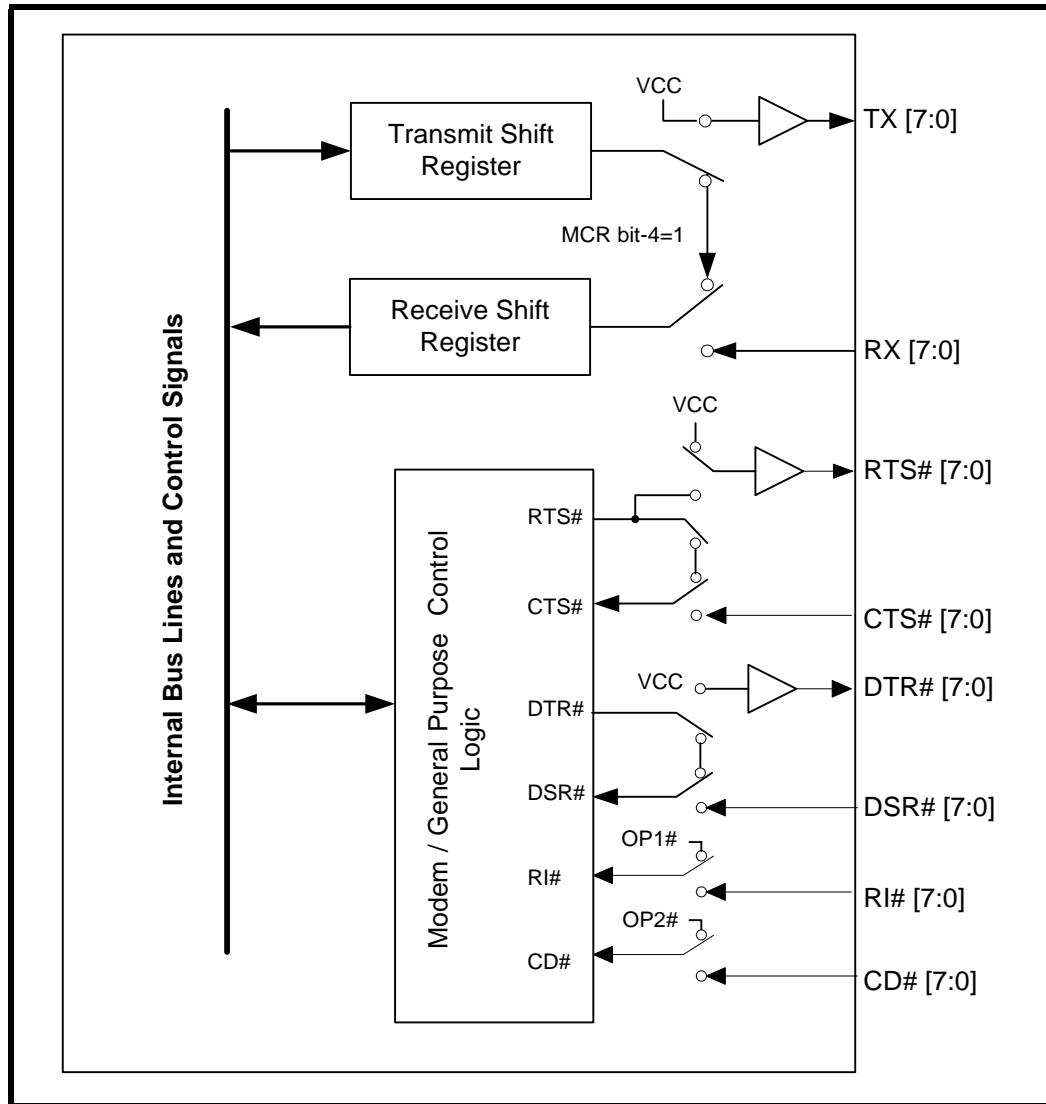 VCC
TX [7:0]
Transmit Shift
Register
MCR bit-4=1
Receive Shift
Register
RX [7:0]
Internal Bus Lines and Control Signals
VCC
RTS# [7:0]
Modem / General Purpose Control
Logic
RTS#
CTS#
CTS# [7:0]
VCC
DTR# [7:0]
DTR#
DSR#
DSR# [7:0]
OP1#
RI#
RI# [7:0]
OP2#
CD#
CD# [7:0]